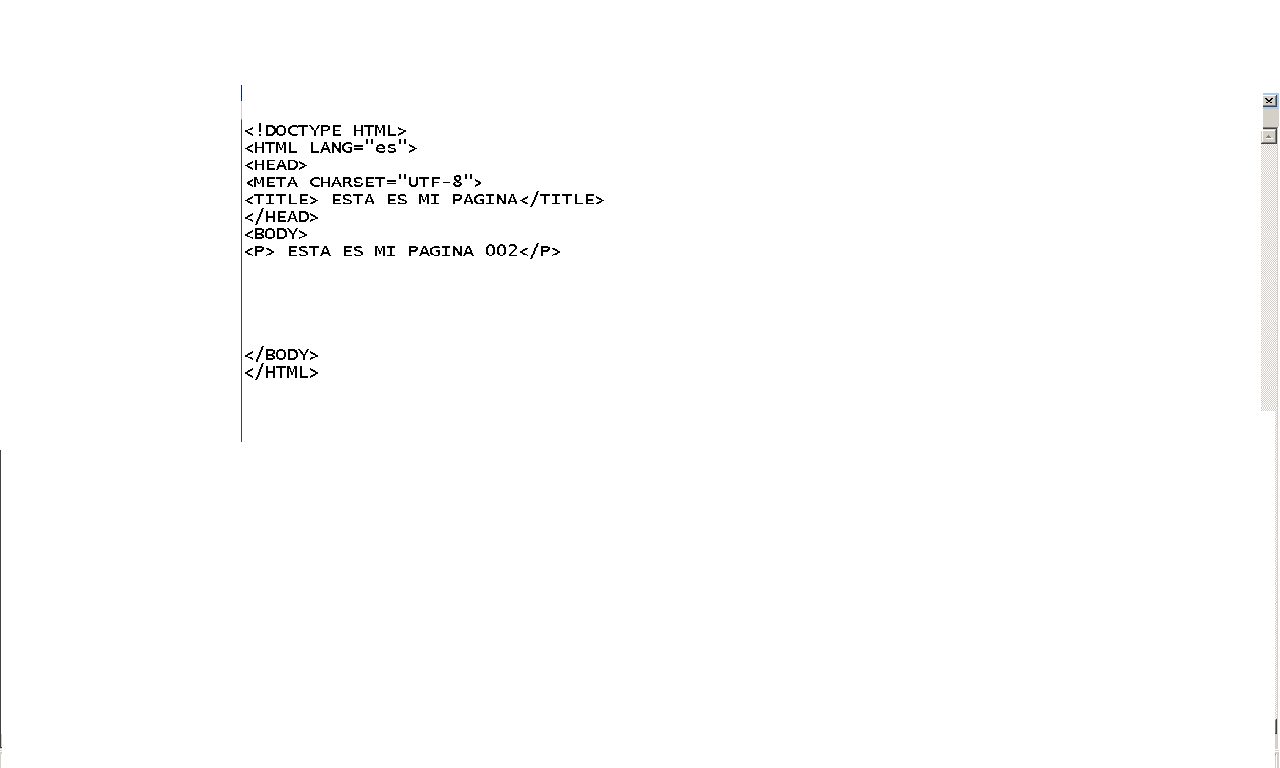 <!DOCTYPE HTML>
<HTML LANG="es">
<HEAD>
<META CHARSET="UTF-8">
<TITLE> ESTA ES MI PAGINA</TITLE>
</HEAD>
<BODY>
<P> ESTA ES MI PAGINA 002</P>
</BODY>
</HTML>